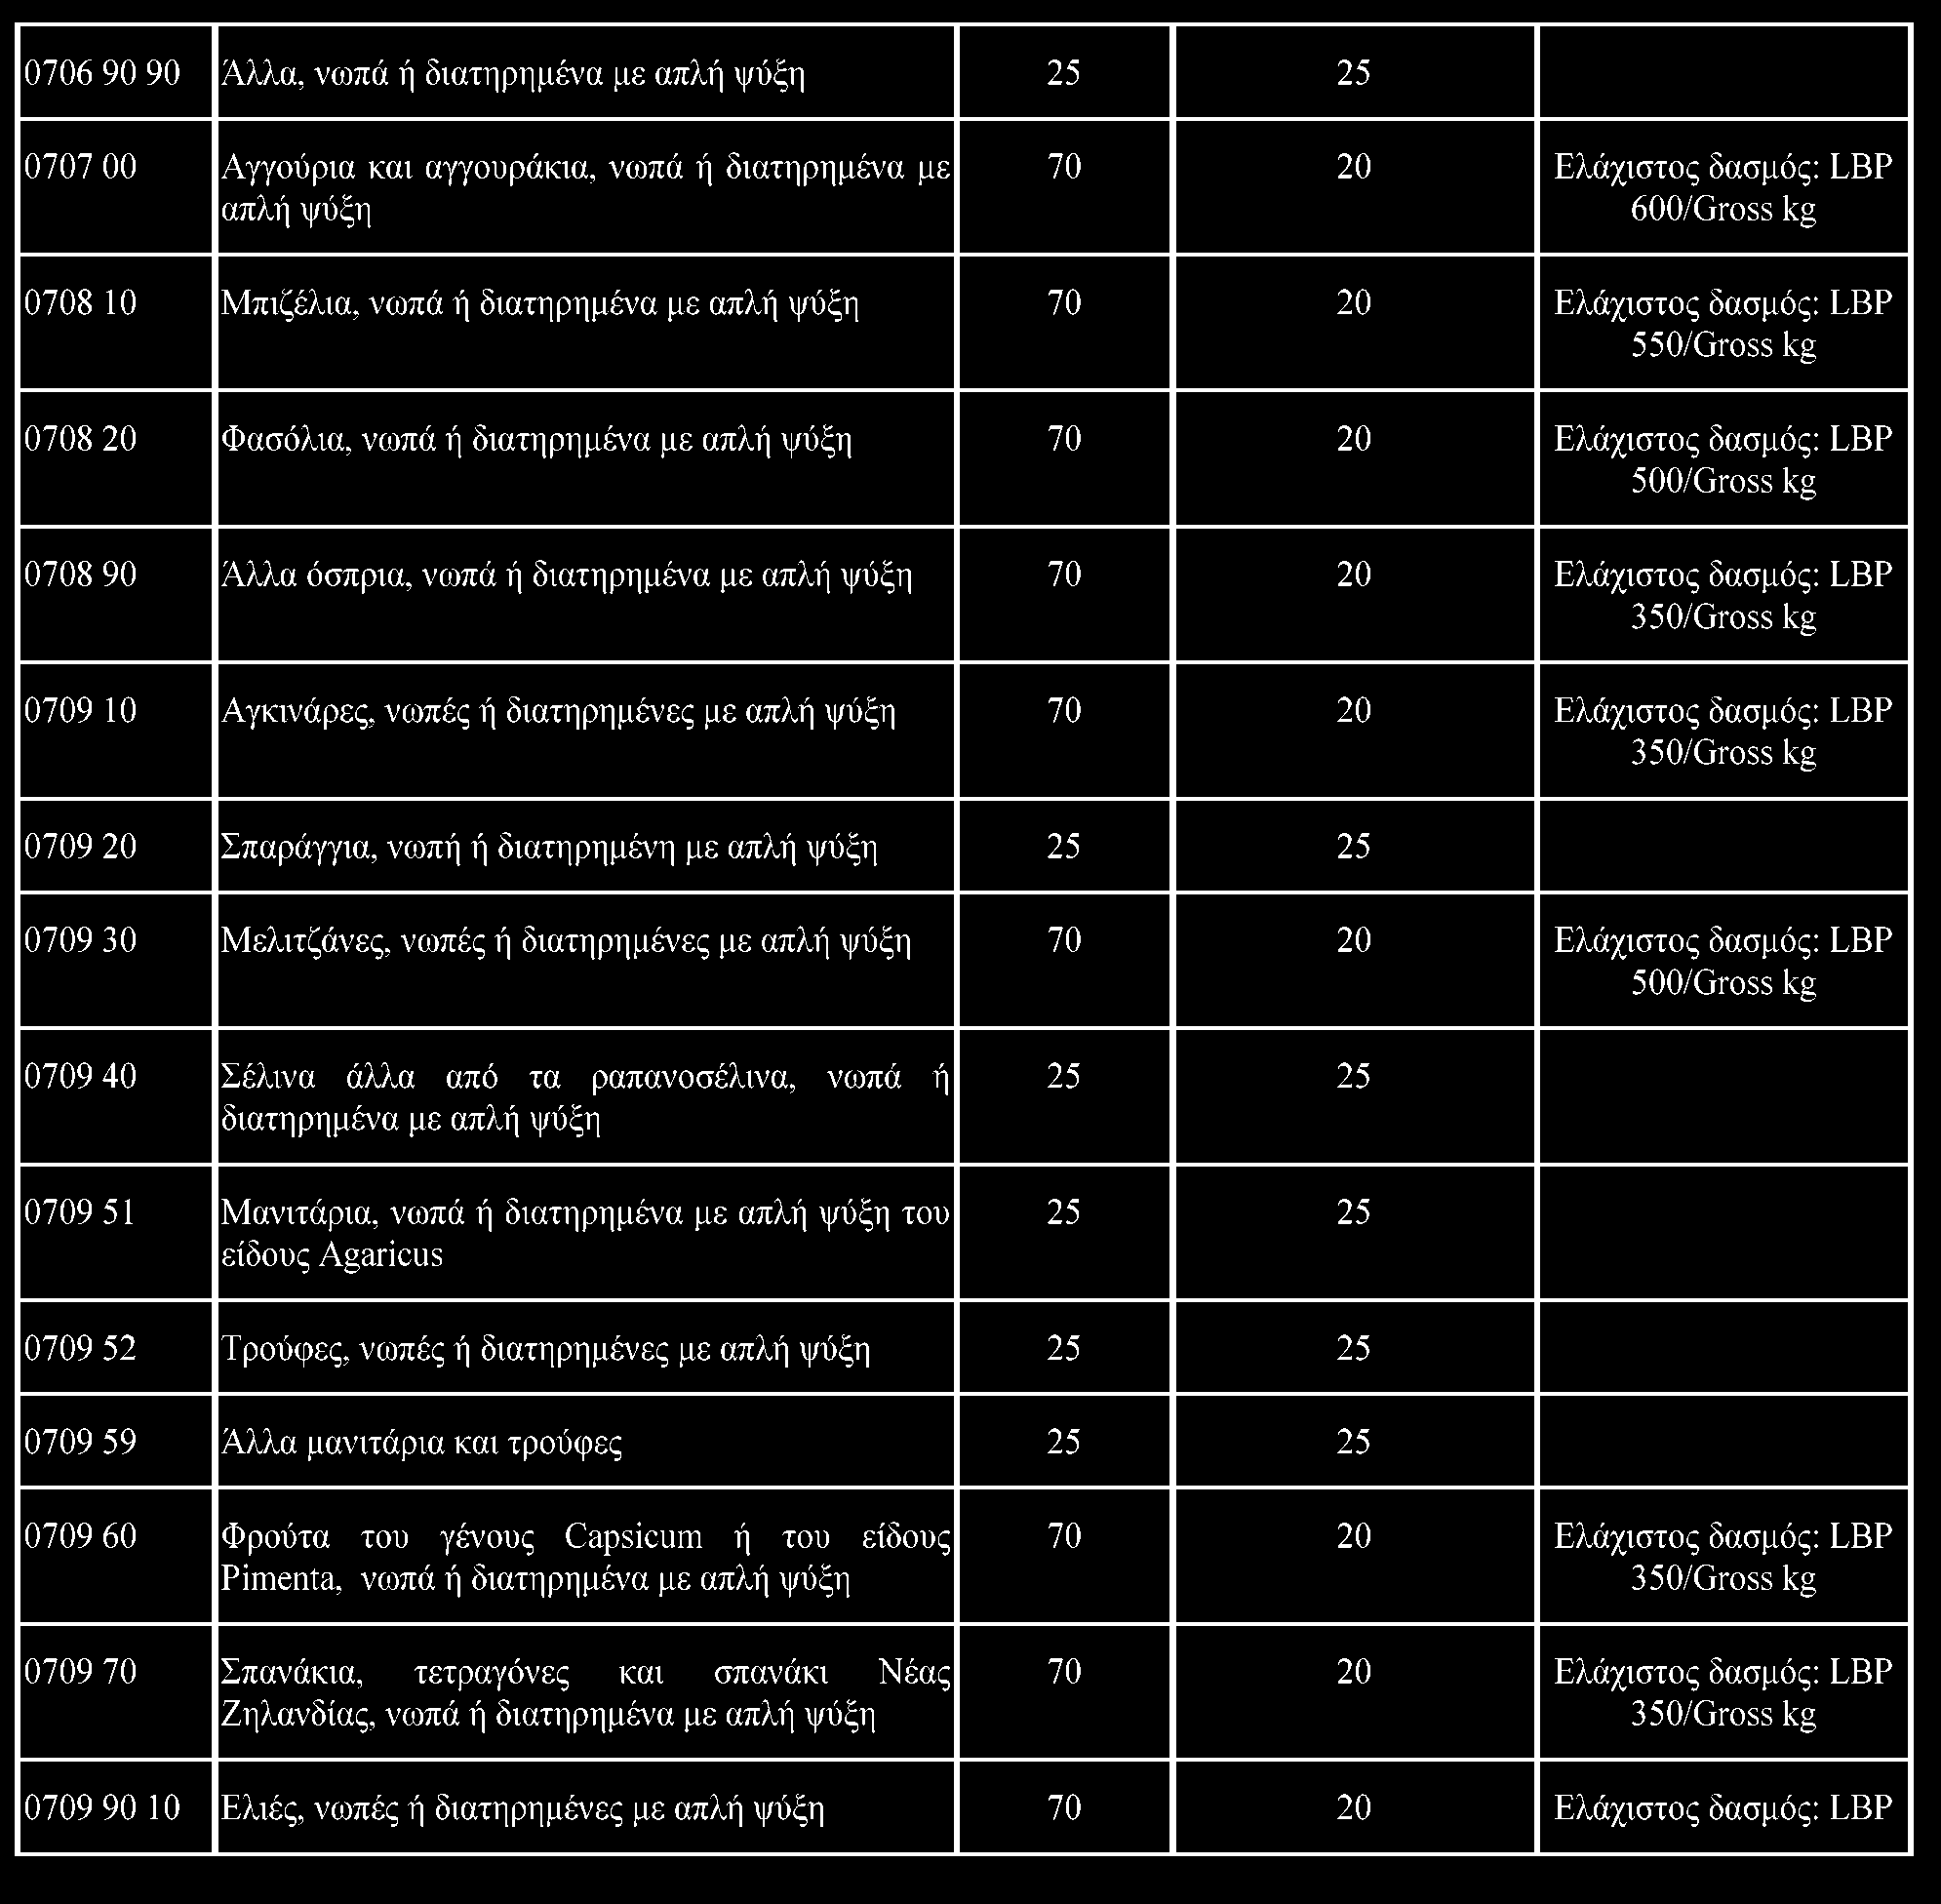 0706 90 90 Άλλα, νωπά ή διατηρημένα με απλή ψύξη 25 25
0707 00 Αγγούρια και αγγουράκια, νωπά ή διατηρημένα με 70 20 Ελάχιστος δασμός: LBP
απλή ψύξη 600/Gross kg
0708 10 Μπιζέλια, νωπά ή διατηρημένα με απλή ψύξη 70 20 Ελάχιστος δασμός: LBP
550/Gross kg
0708 20 Φασόλια, νωπά ή διατηρημένα με απλή ψύξη 70 20 Ελάχιστος δασμός: LBP
500/Gross kg
0708 90 Άλλα όσπρια, νωπά ή διατηρημένα με απλή ψύξη 70 20 Ελάχιστος δασμός: LBP
350/Gross kg
0709 10 Αγκινάρες, νωπές ή διατηρημένες με απλή ψύξη 70 20 Ελάχιστος δασμός: LBP
350/Gross kg
0709 20 Σπαράγγια, νωπή ή διατηρημένη με απλή ψύξη 25 25
0709 30 Μελιτζάνες, νωπές ή διατηρημένες με απλή ψύξη 70 20 Ελάχιστος δασμός: LBP
500/Gross kg
0709 40 Σέλινα άλλα από τα ραπανοσέλινα, νωπά ή 25 25
διατηρημένα με απλή ψύξη
0709 51 Μανιτάρια, νωπά ή διατηρημένα με απλή ψύξη του 25 25
είδους Agaricus
0709 52 Τρούφες, νωπές ή διατηρημένες με απλή ψύξη 25 25
0709 59 Άλλα μανιτάρια και τρούφες 25 25
0709 60 Φρούτα του γένους Capsicum ή του είδους 70 20 Ελάχιστος δασμός: LBP
Pimenta, νωπά ή διατηρημένα με απλή ψύξη 350/Gross kg
0709 70 Σπανάκια, τετραγόνες και σπανάκι Νέας 70 20 Ελάχιστος δασμός: LBP
Ζηλανδίας, νωπά ή διατηρημένα με απλή ψύξη 350/Gross kg
0709 90 10 Ελιές, νωπές ή διατηρημένες με απλή ψύξη 70 20 Ελάχιστος δασμός: LBP